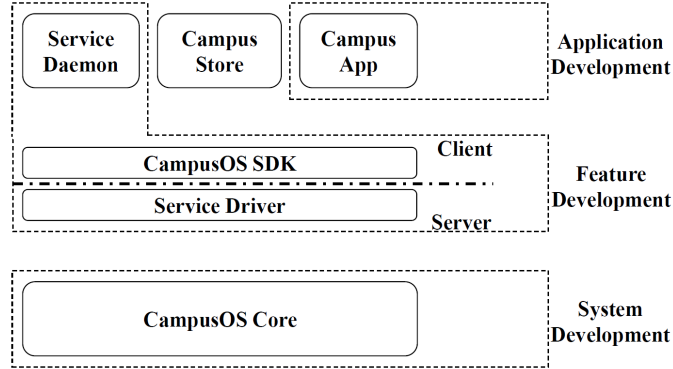 Service
Daemon
Campus
Store
Campus
App
Application
Development
CampusOS SDK
Client
Service Driver
Server
Feature
Development
CampusOS Core
System
Development